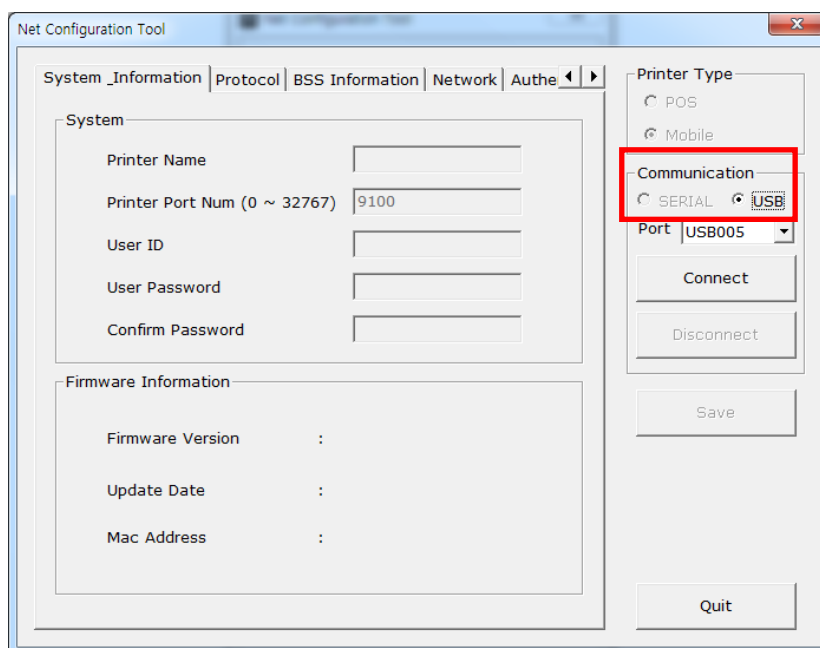 Net Configuration Tool
System _Information Protocol BSS Information Network Authe
System
Printer Name
Printer Port Num (0 ~ 32767) 9100
User ID
User Password
Confirm Password
Firmware Information
Firmware Version :
Update Date :
Mac Address :
Printer Type
POS
Mobile
Communication
SERIAL USB
Port USB005
Connect
Disconnect
Save
Quit